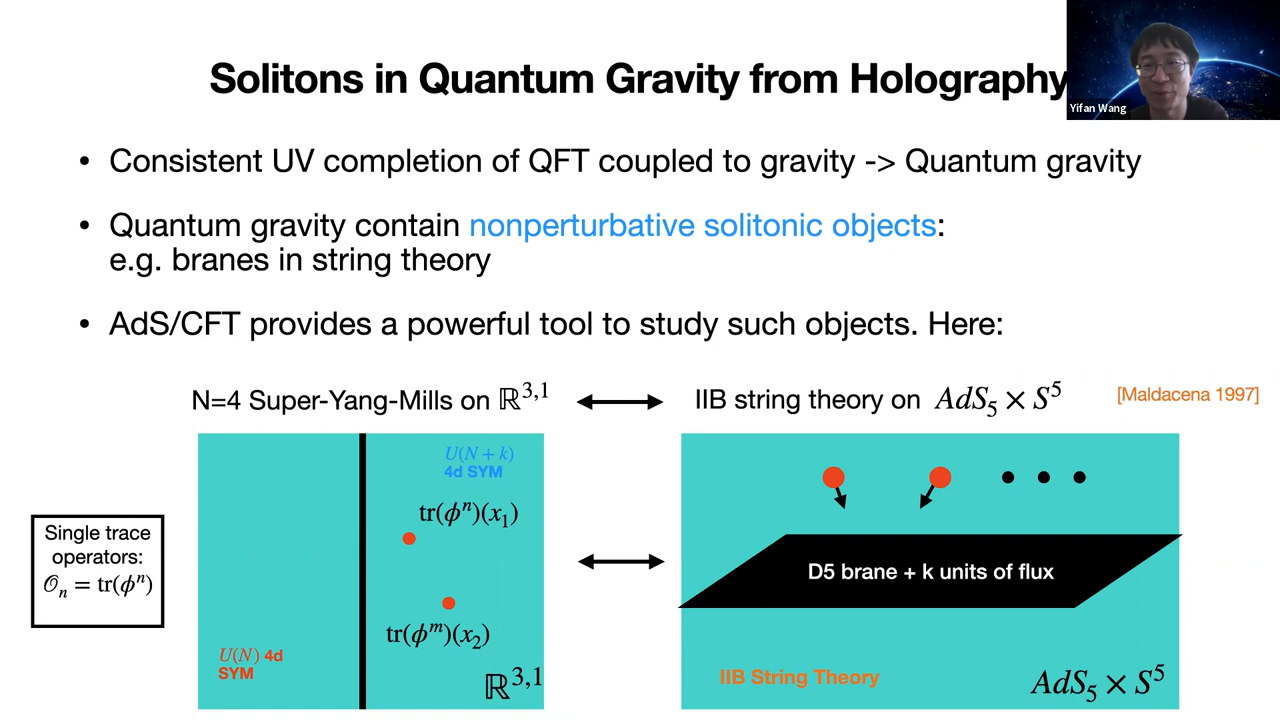 Solitons in Quantum Gravity from Holography
Yifan Wang
• Consistent UV completion of QFT coupled to gravity -> Quantum gravity
• Quantum gravity contain nonperturbative solitonic objects:
e.g. branes in string theory
• AdS/CFT provides a powerful tool to study such objects. Here:
N=4 Super-Yang-Mills on ℝ³,¹
IIB string theory on AdS₅ × S⁵
[Maldacena 1997]
U(N + k)
4d SYM
tr(ϕⁿ)(x₁)
Single trace
operators:
𝒪ₙ = tr(ϕⁿ)
tr(ϕᵐ)(x₂)
U(N) 4d
SYM
ℝ³,¹
D5 brane + k units of flux
IIB String Theory
AdS₅ × S⁵